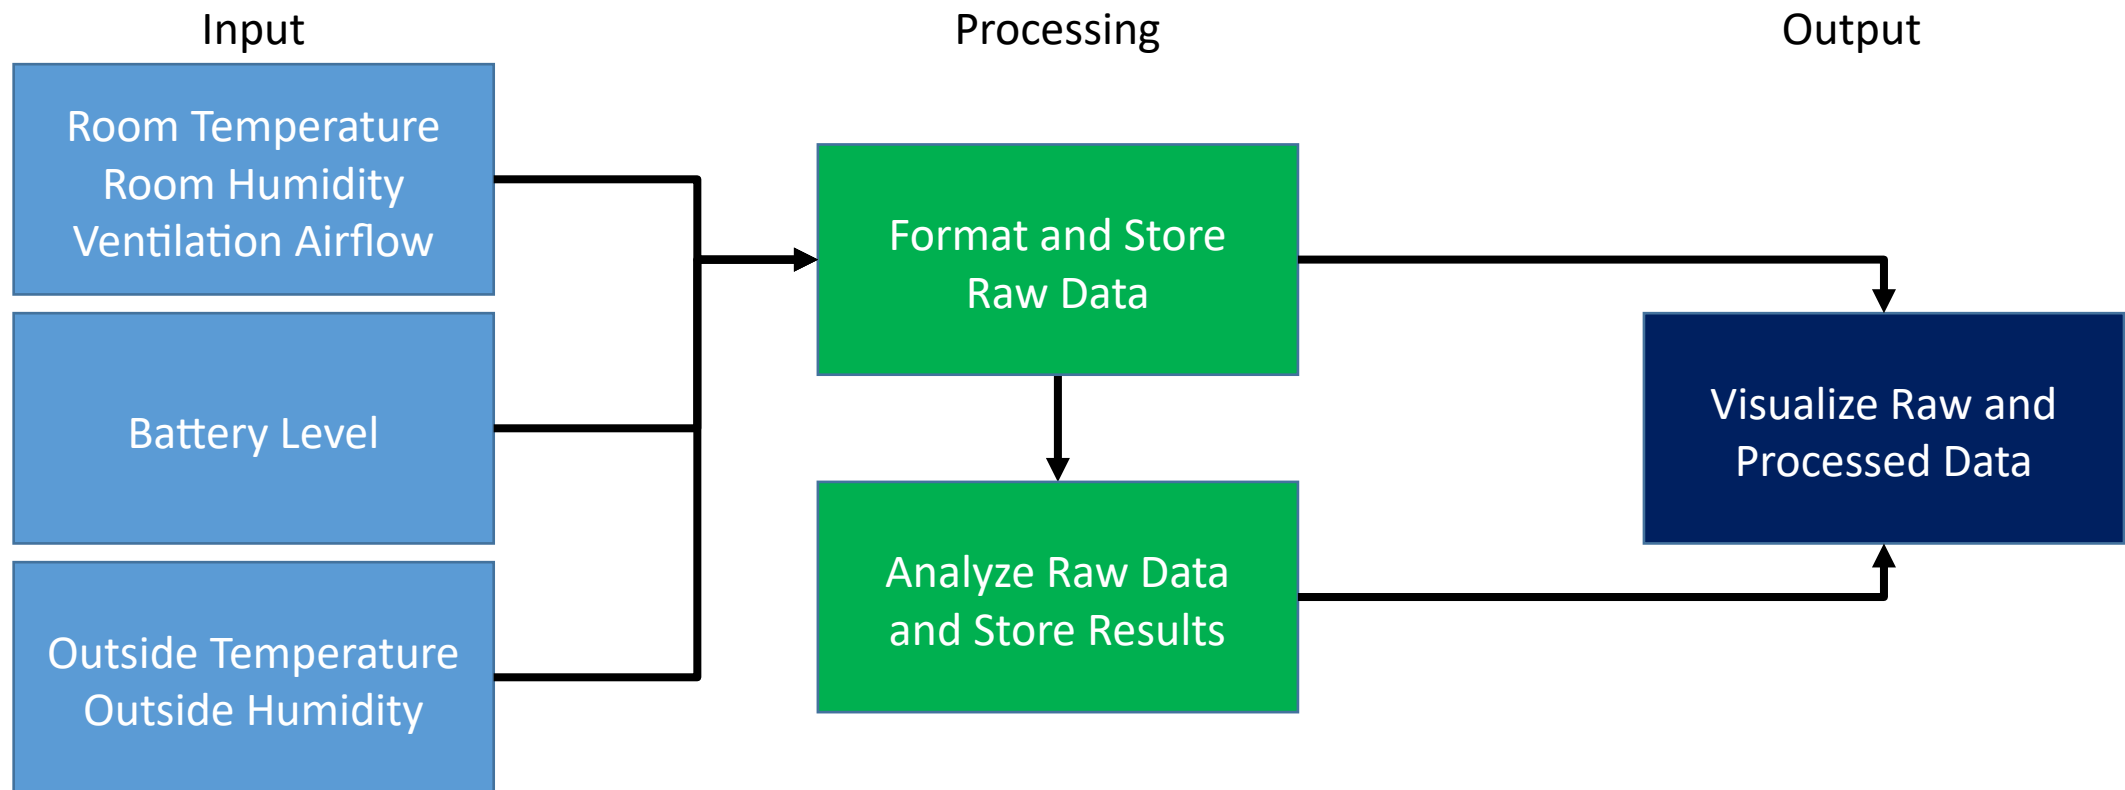 Input
Processing
Output
Room Temperature
Room Humidity
Ventilation Airflow
Battery Level
Outside Temperature
Outside Humidity
Format and Store
Raw Data
Analyze Raw Data
and Store Results
Visualize Raw and
Processed Data